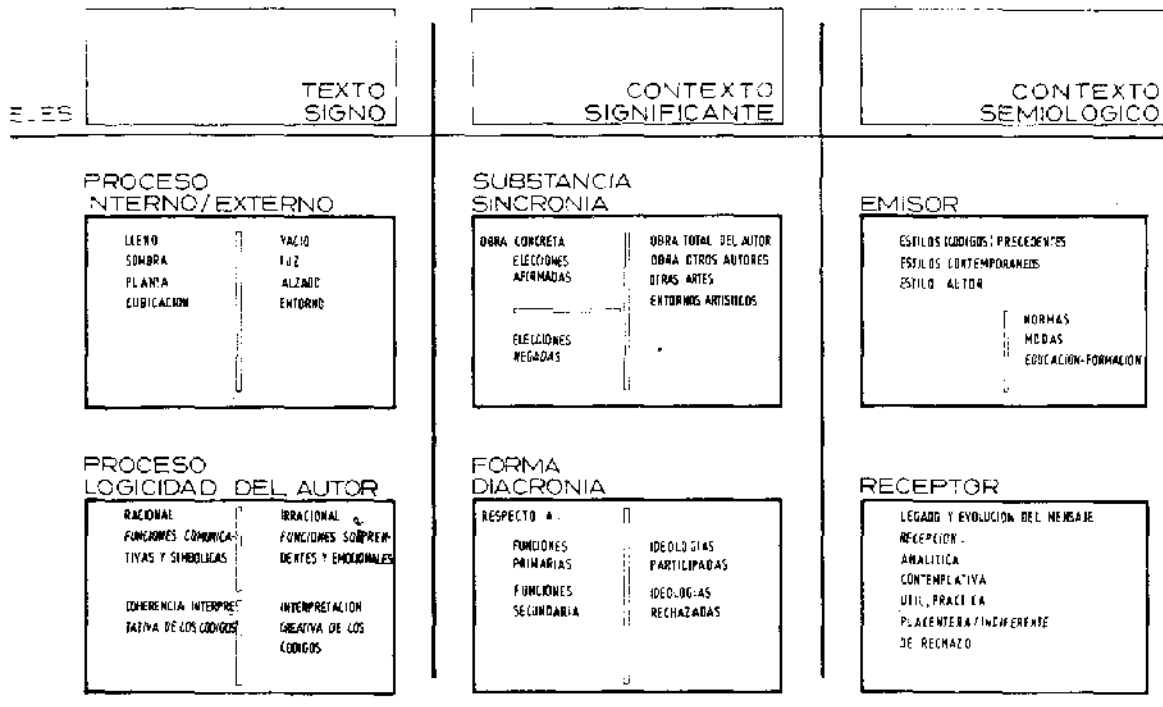 TEXTO
SIGNO
CONTEXTO
SIGNIFICANTE
CONTEXTO
SEMIOLOGICO
ELES
PROCESO
INTERNO/EXTERNO
LLENO
VACIO
SOMBRA
LUZ
PLANTA
ALZADO
CUBICACION
ENTORNO
SUBSTANCIA
SINCRONIA
OBRA CONCRETA
ELECCIONES
AFIRMADAS
ELECCIONES
NEGADAS
OBRA TOTAL DEL AUTOR
OBRA OTROS AUTORES
OTRAS ARTES
ENTORNOS ARTISTICOS
EMISOR
ESTILOS (CODIGOS) PRECEDENTES
ESTILOS CONTEMPORANEOS
ESTILO AUTOR
NORMAS
MODAS
EDUCACION-FORMACION
PROCESO
LOGICIDAD DEL AUTOR
RACIONAL
FUNCIONES COMUNICA-
TIVAS Y SIMBOLICAS
COHERENCIA INTERPRE
TATIVA DE LOS CODIGOS
IRRACIONAL
FUNCIONES SORPREN-
DENTES Y EMOCIONALES
INTERPRETACION
CREATIVA DE LOS
CODIGOS
FORMA
DIACRONIA
RESPECTO A.
FUNCIONES
PRIMARIAS
FUNCIONES
SECUNDARIA
IDEOLOGIAS
PARTICIPADAS
IDEOLOGIAS
RECHAZADAS
RECEPTOR
LEGADO Y EVOLUCION DEL MENSAJE
RECEPCION.
ANALITICA
CONTEMPLATIVA
UTIL, PRACTICA
PLACENTERA/INDIFERENTE
DE RECHAZO